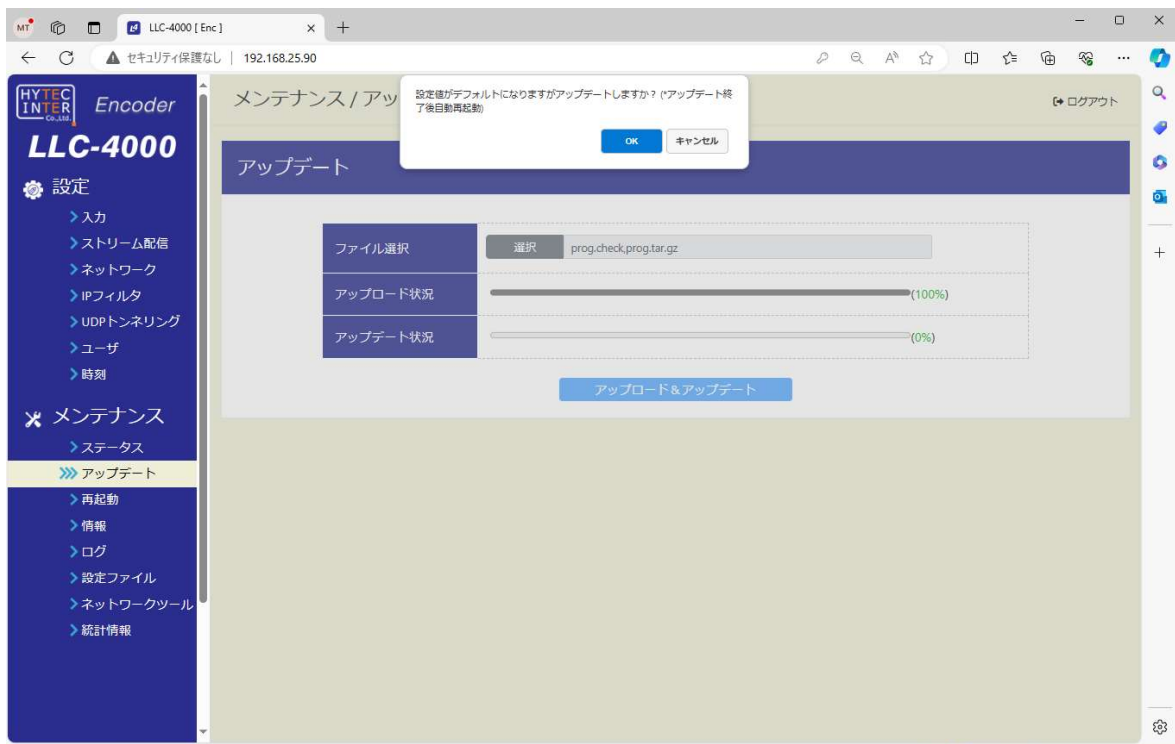 MT
LLC-4000 [ Enc ]
セキュリティ保護なし
192.168.25.90
HYTEC
INTER
Co.,Ltd.
Encoder
LLC-4000
設定
入力
ストリーム配信
ネットワーク
IPフィルタ
UDPトンネリング
ユーザ
時刻
メンテナンス
ステータス
アップデート
再起動
情報
ログ
設定ファイル
ネットワークツール
統計情報
メンテナンス / アッ
ログアウト
設定値がデフォルトになりますがアップデートしますか？ (*アップデート終
了後自動再起動)
OK
キャンセル
アップデート
ファイル選択
選択
prog.check,prog.tar.gz
アップロード状況
(100%)
アップデート状況
(0%)
アップロード＆アップデート